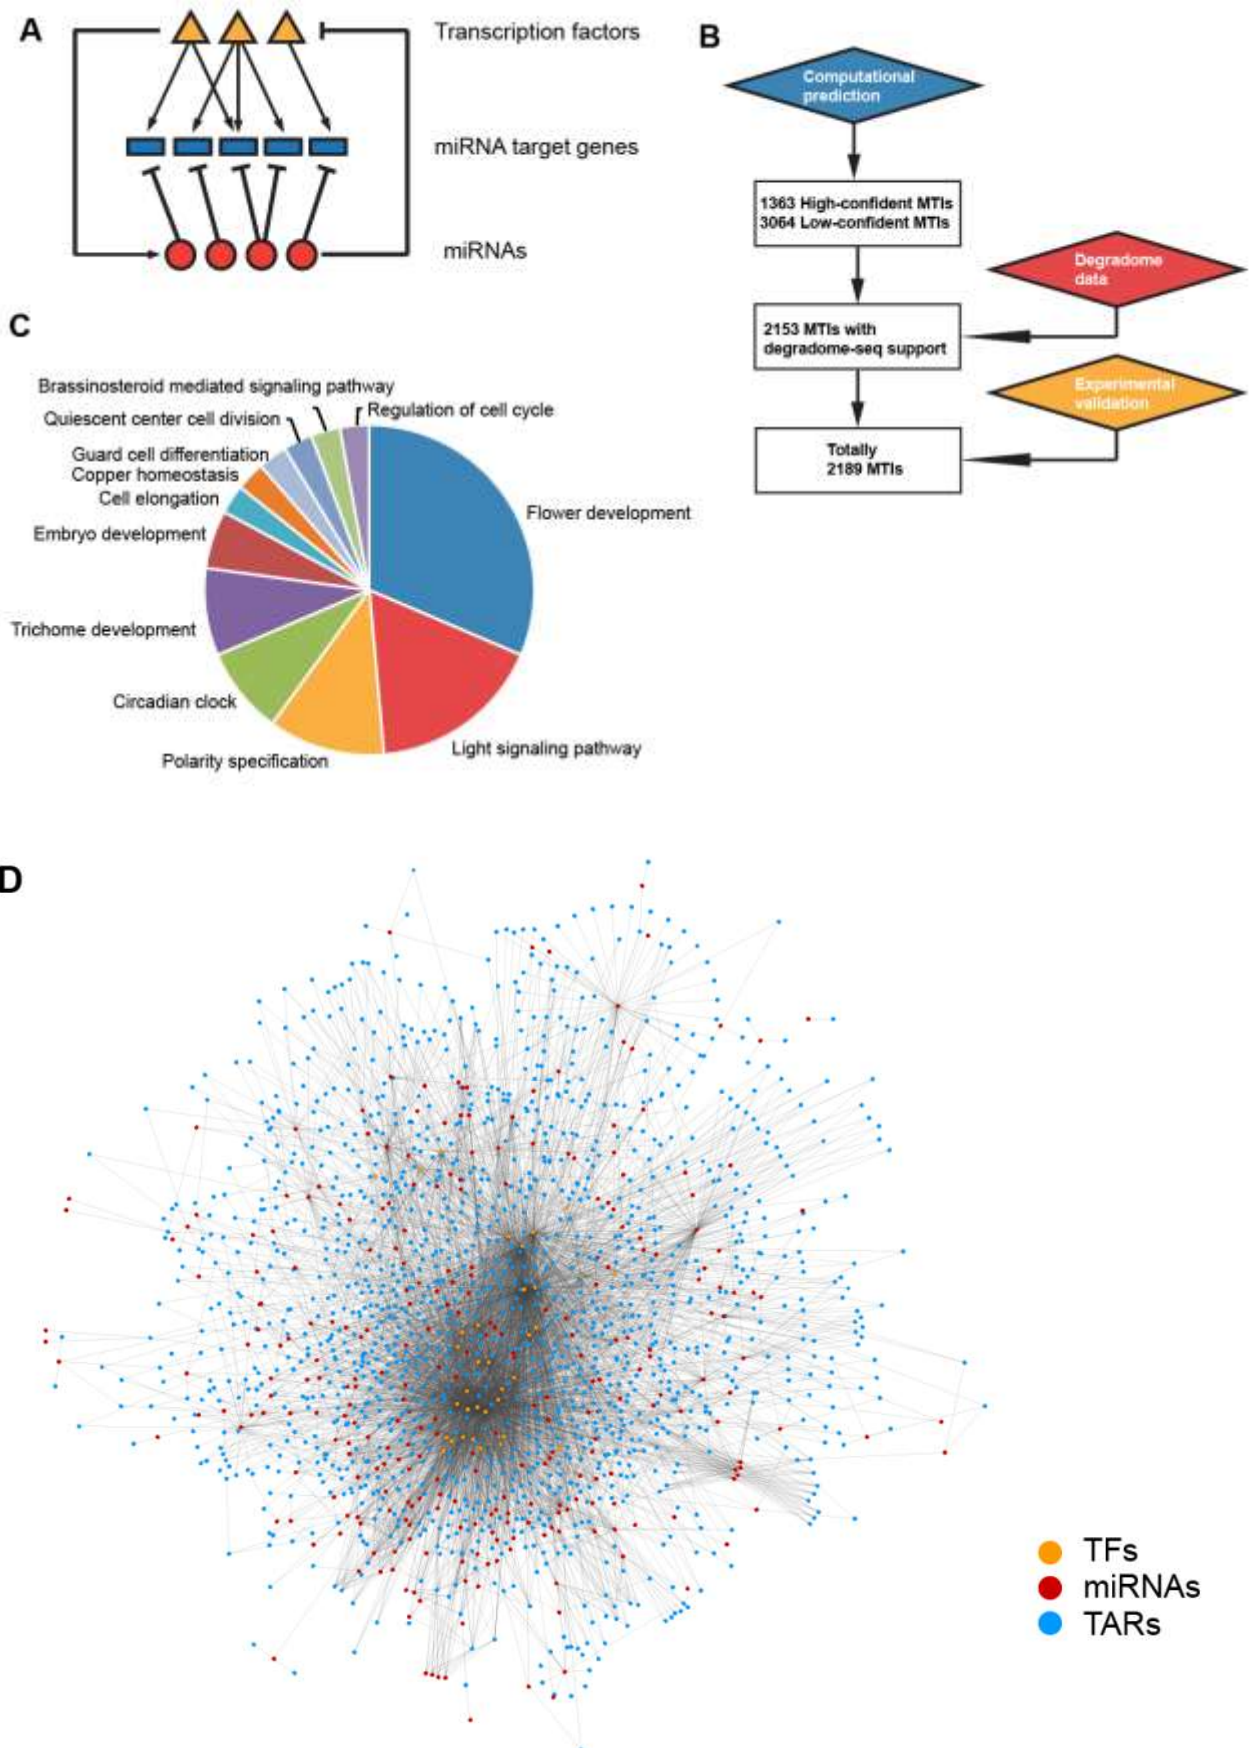 A
Transcription factors
miRNA target genes
miRNAs
B
Computational
prediction
1363 High-confident MTIs
3064 Low-confident MTIs
Degradome
data
2153 MTIs with
degradome-seq support
Experimental
validation
Totally
2189 MTIs
C
Brassinosteroid mediated signaling pathway
Regulation of cell cycle
Quiescent center cell division
Guard cell differentiation
Copper homeostasis
Cell elongation
Embryo development
Flower development
Trichome development
Circadian clock
Polarity specification
Light signaling pathway
D
TFs
miRNAs
TARs